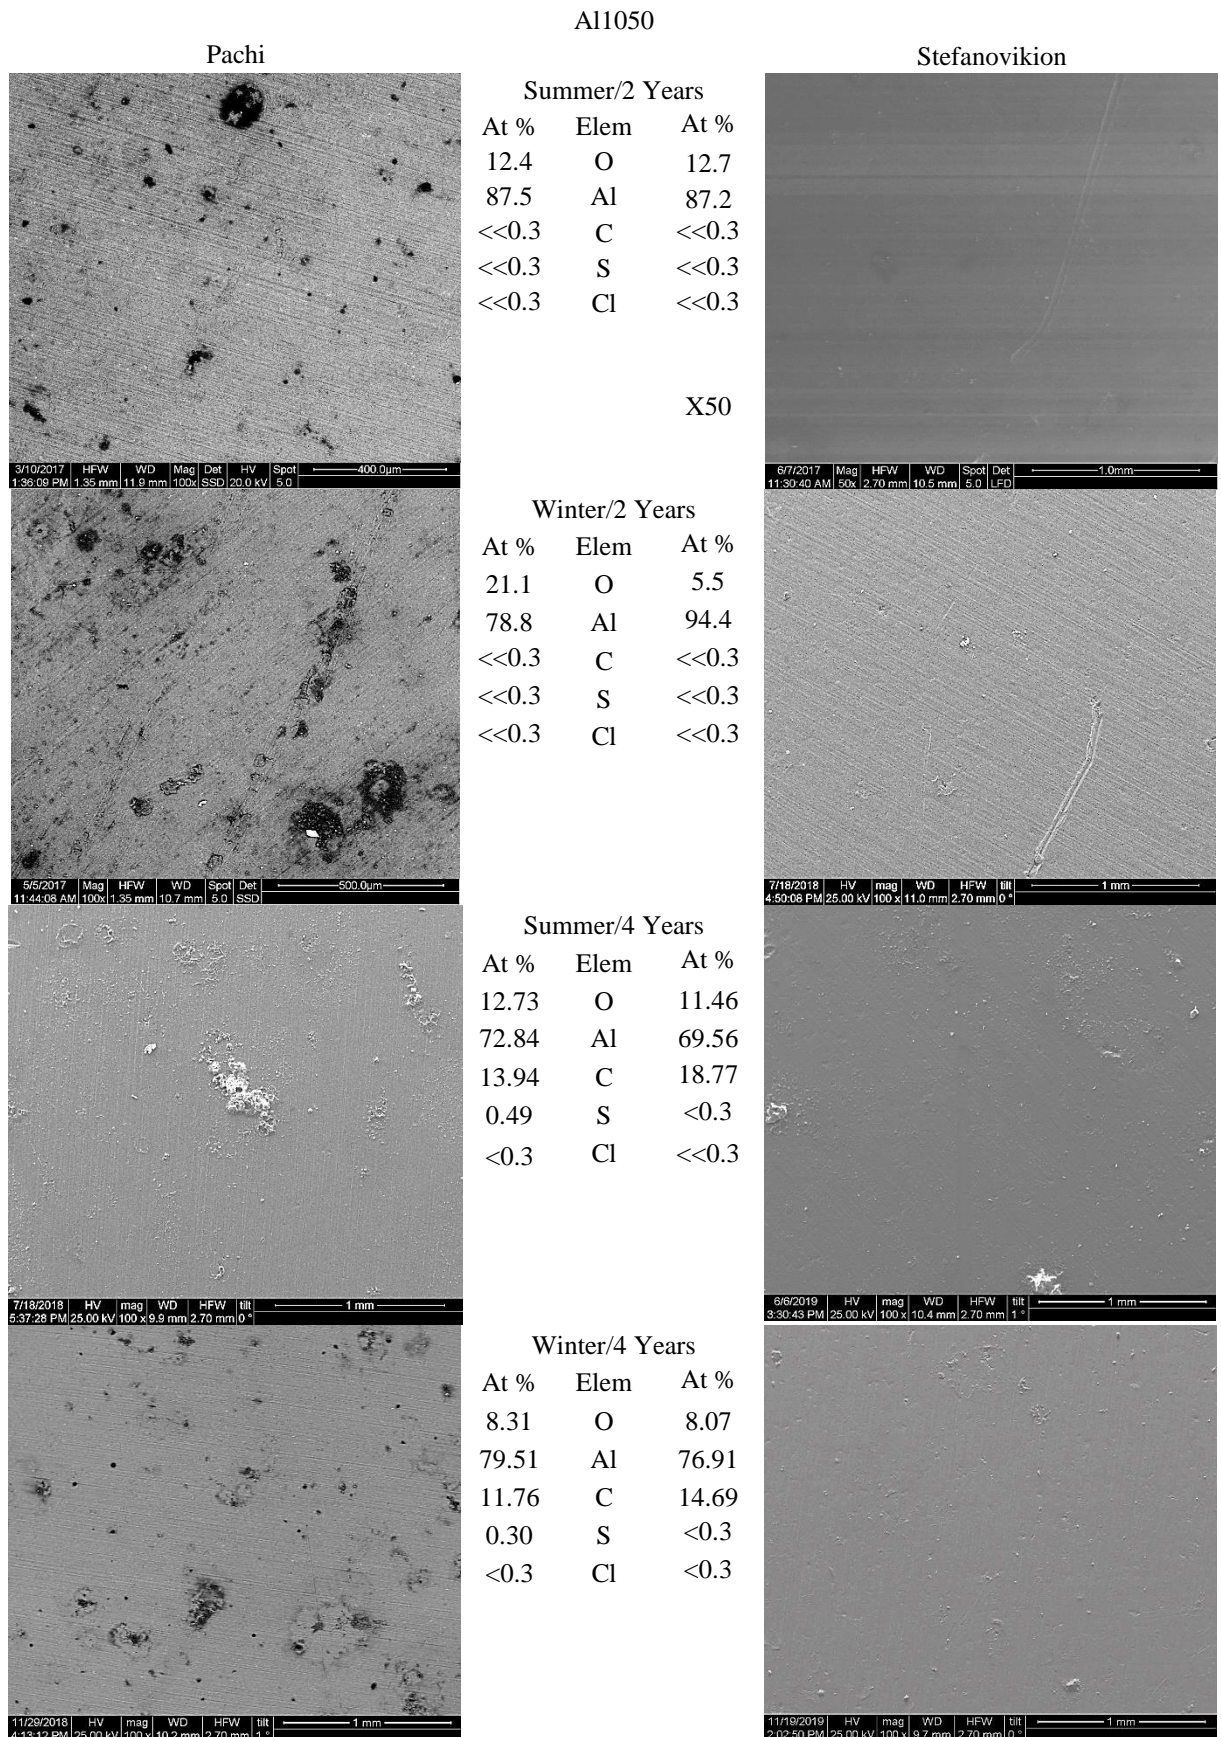 Al1050
Pachi
Stefanovikion
Summer/2 Years
At % Elem At %
12.4 O 12.7
87.5 Al 87.2
<<0.3 C <<0.3
<<0.3 S <<0.3
<<0.3 Cl <<0.3
X50
3/10/2017 HFW WD Mag Det HV Spot 400.0µm
1:36:09 PM 1.35 mm 11.9 mm 100x SSD 20.0 kV 5.0
6/7/2017 Mag HFW WD Spot Det 1.0mm
11:30:40 AM 50x 2.70 mm 10.5 mm 5.0 LFD
Winter/2 Years
At % Elem At %
21.1 O 5.5
78.8 Al 94.4
<<0.3 C <<0.3
<<0.3 S <<0.3
<<0.3 Cl <<0.3
5/5/2017 Mag HFW WD Spot Det 500.0µm
11:44:08 AM 100x 1.35 mm 10.7 mm 5.0 SSD
7/18/2018 HV mag WD HFW tilt 1 mm
4:50:08 PM 25.00 kV 100 x 11.0 mm 2.70 mm 0 °
Summer/4 Years
At % Elem At %
12.73 O 11.46
72.84 Al 69.56
13.94 C 18.77
0.49 S <0.3
<0.3 Cl <<0.3
7/18/2018 HV mag WD HFW tilt 1 mm
5:37:28 PM 25.00 kV 100 x 9.9 mm 2.70 mm 0 °
6/6/2019 HV mag WD HFW tilt 1 mm
3:30:43 PM 25.00 kV 100 x 10.4 mm 2.70 mm 1 °
Winter/4 Years
At % Elem At %
8.31 O 8.07
79.51 Al 76.91
11.76 C 14.69
0.30 S <0.3
<0.3 Cl <0.3
11/29/2018 HV mag WD HFW tilt 1 mm
4:13:12 PM 25.00 kV 100 x 10.2 mm 2.70 mm 1 °
11/19/2019 HV mag WD HFW tilt 1 mm
2:02:50 PM 25.00 kV 100 x 9.7 mm 2.70 mm 0 °